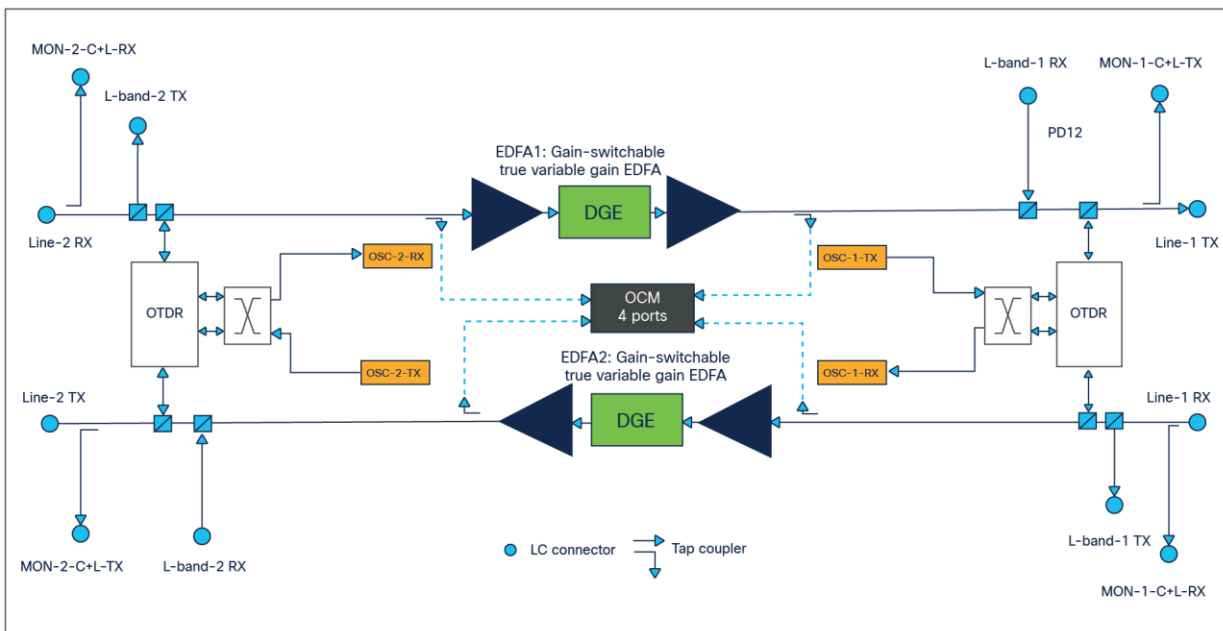 MON-2-C+L-RX
L-band-2 TX
L-band-1 RX
MON-1-C+L-TX
PD12
EDFA1: Gain-switchable
true variable gain EDFA
DGE
Line-2 RX
Line-1 TX
OSC-2-RX
OSC-1-TX
OTDR
OCM
4 ports
OTDR
EDFA2: Gain-switchable
true variable gain EDFA
OSC-2-TX
OSC-1-RX
Line-2 TX
Line-1 RX
DGE
MON-2-C+L-TX
L-band-2 RX
LC connector
Tap coupler
L-band-1 TX
MON-1-C+L-RX